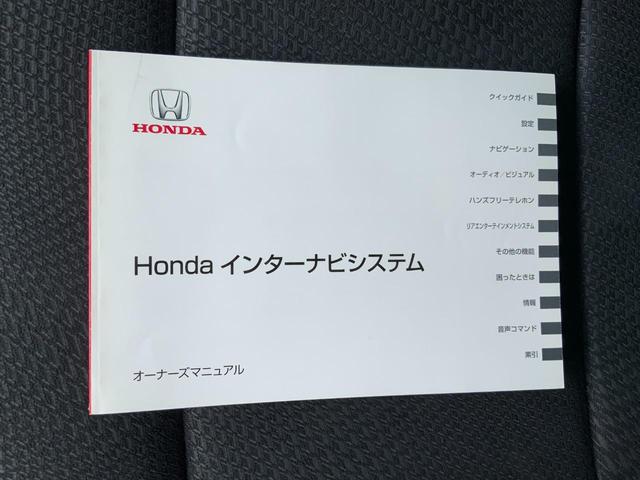 HONDA
Honda インターナビシステム
オーナーズマニュアル
クイックガイド
設定
ナビゲーション
オーディオ/ビジュアル
ハンズフリーテレホン
リアエンターテインメントシステム
その他の機能
困ったときは
情報
音声コマンド
索引